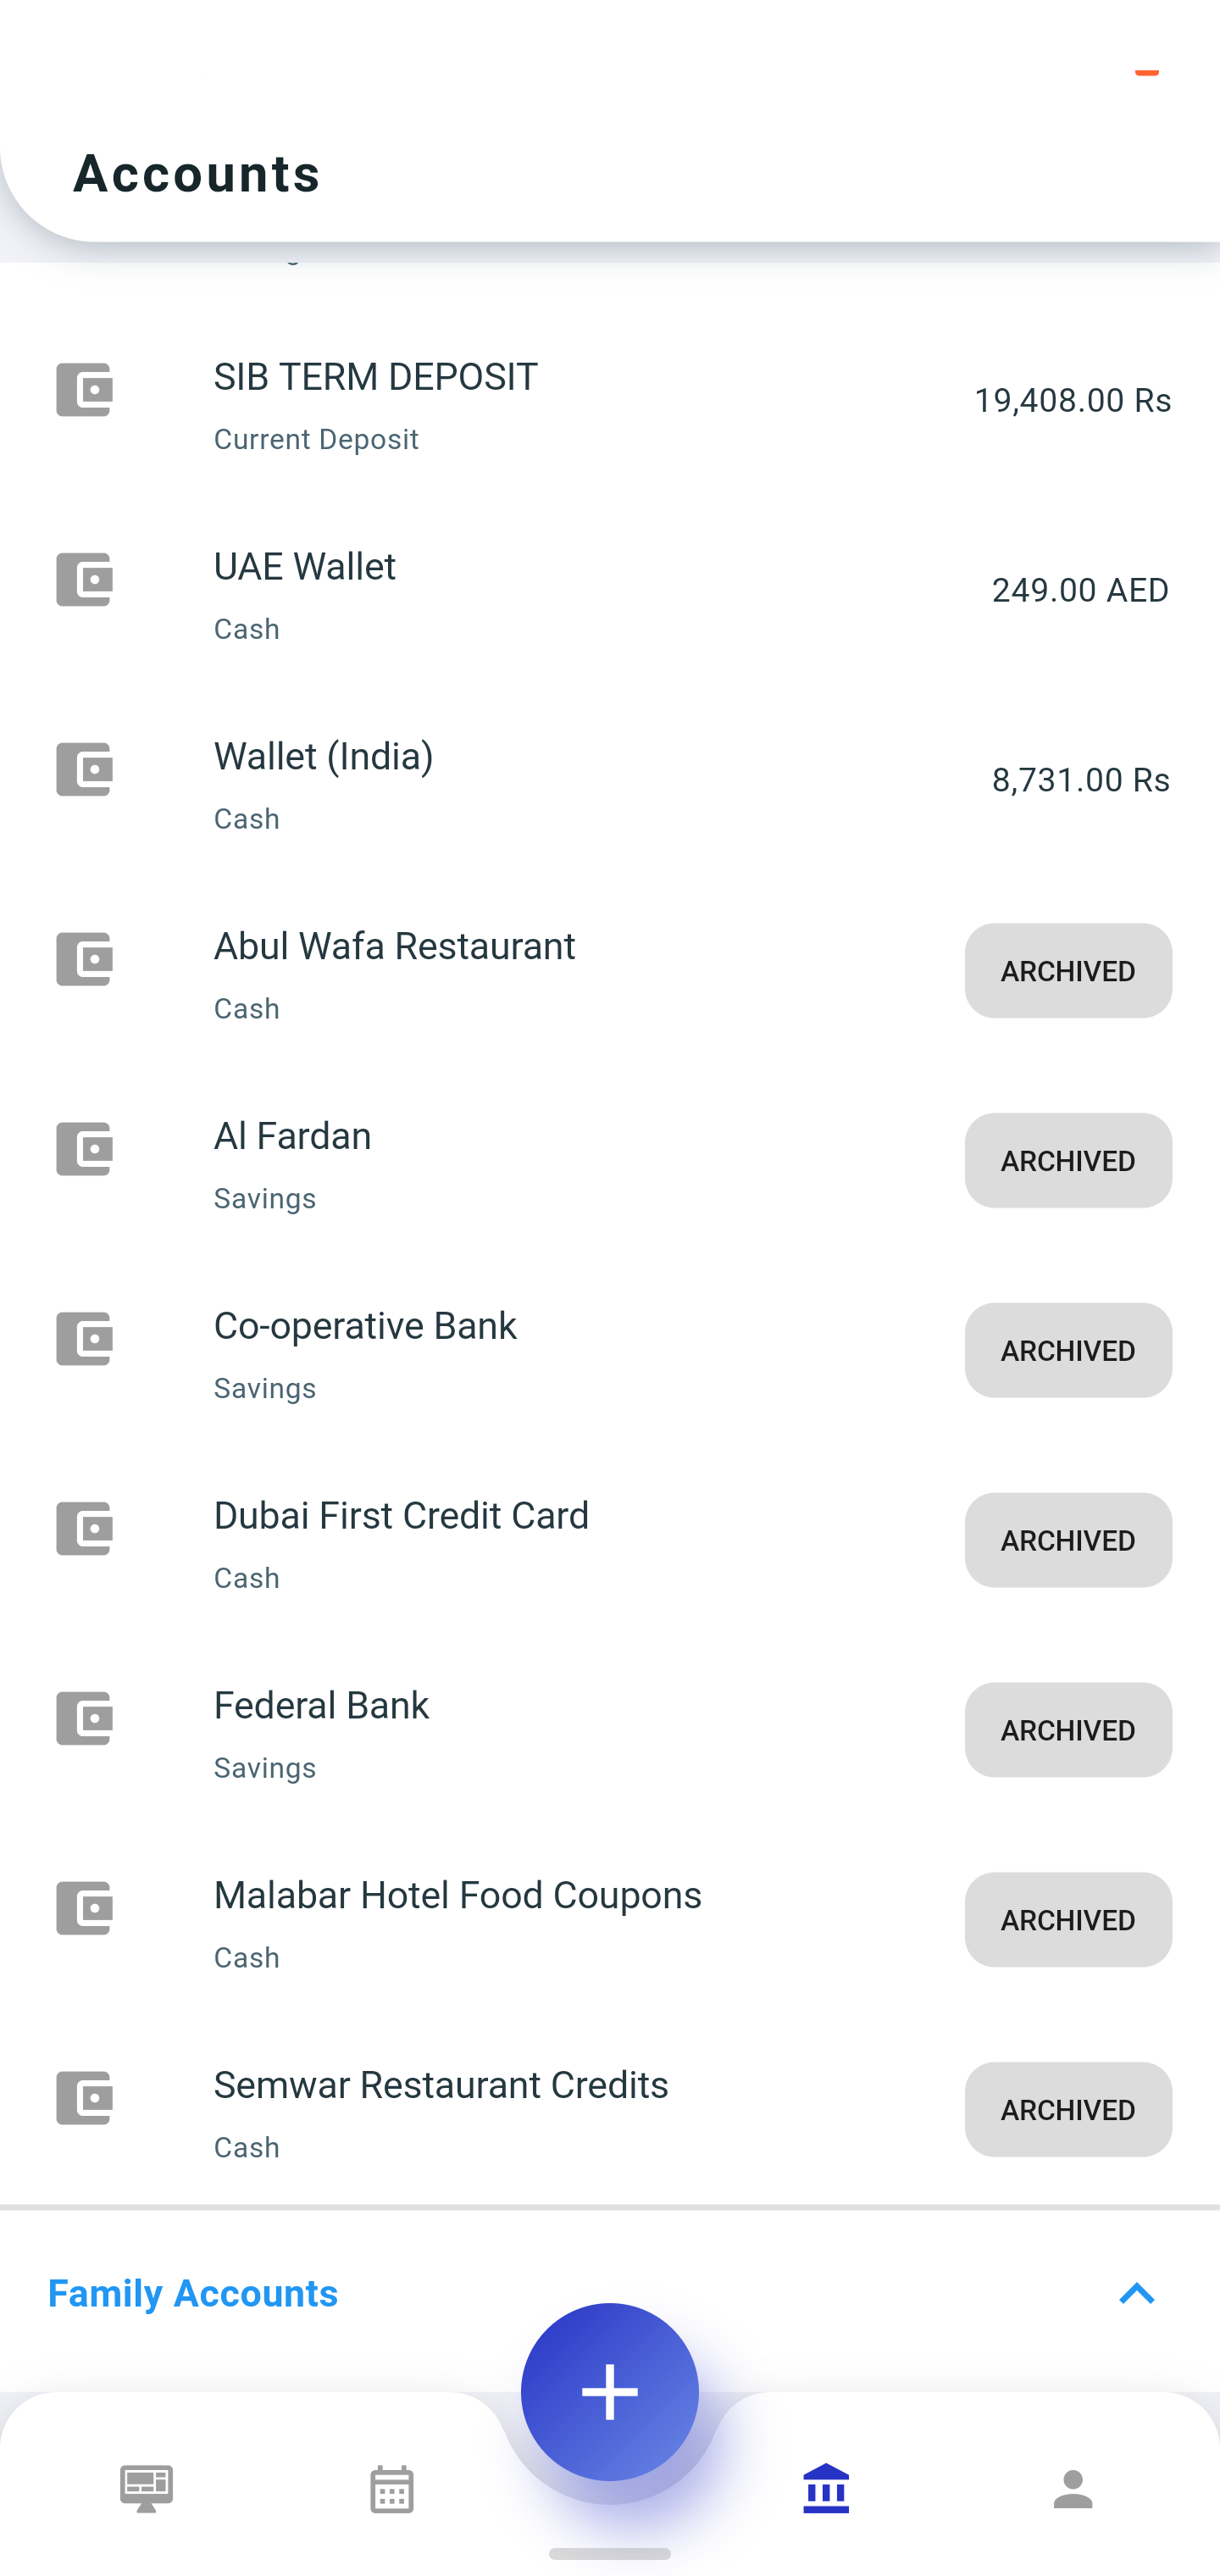 Accounts
SIB TERM DEPOSIT
Current Deposit
19,408.00 Rs
UAE Wallet
Cash
249.00 AED
Wallet (India)
Cash
8,731.00 Rs
Abul Wafa Restaurant
Cash
ARCHIVED
Al Fardan
Savings
ARCHIVED
Co-operative Bank
Savings
ARCHIVED
Dubai First Credit Card
Cash
ARCHIVED
Federal Bank
Savings
ARCHIVED
Malabar Hotel Food Coupons
Cash
ARCHIVED
Semwar Restaurant Credits
Cash
ARCHIVED
Family Accounts